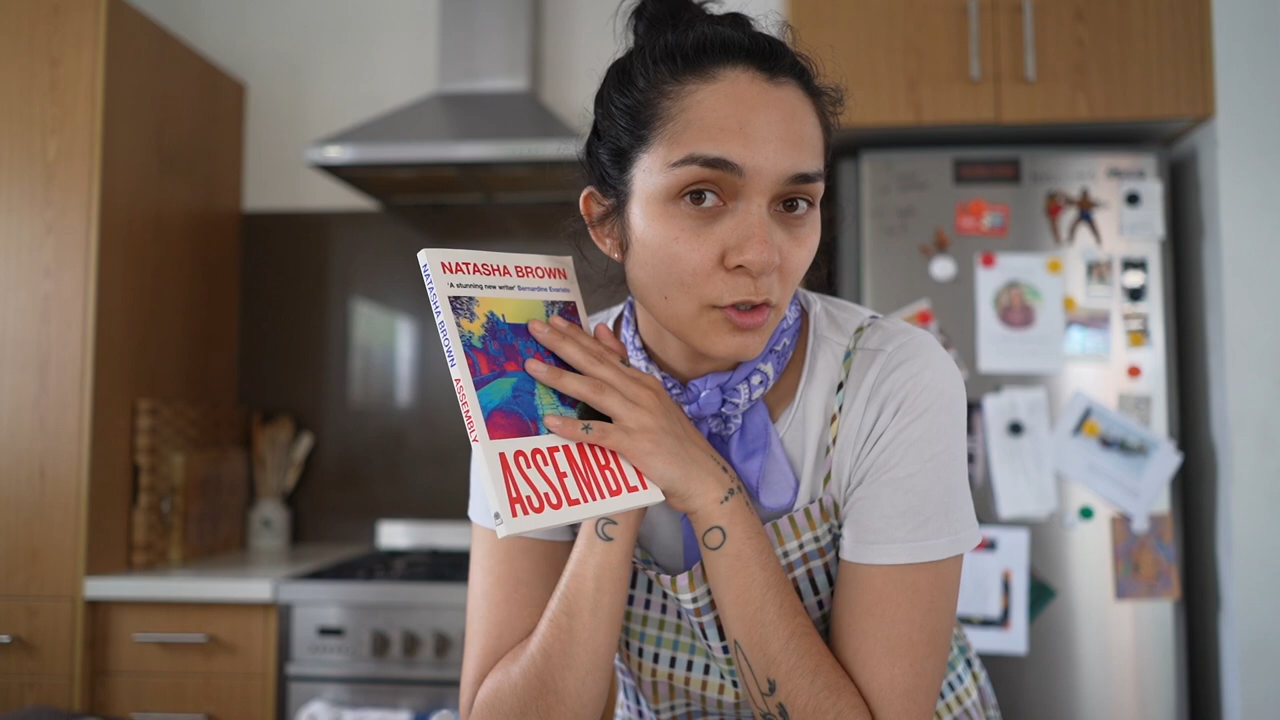 NATASHA BROWN
'A stunning new writer' Bernardine Evaristo
ASSEMBLY
NATASHA BROWN ASSEMBLY